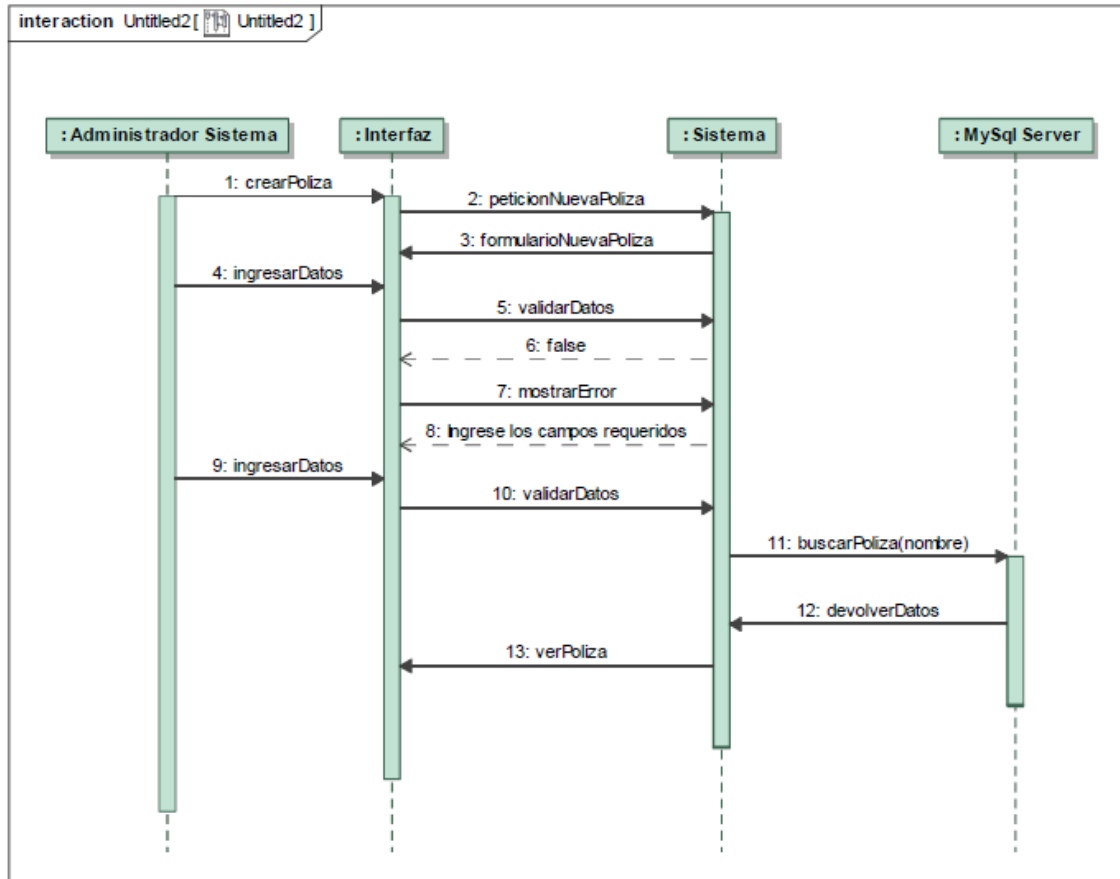 interaction Untitled2[ Untitled2 ]
: Administrador Sistema
: Interfaz
: Sistema
: MySql Server
1: crearPoliza
2: peticionNuevaPoliza
3: formularioNuevaPoliza
4: ingresarDatos
5: validarDatos
6: false
7: mostrarError
8: Ingrese los campos requeridos
9: ingresarDatos
10: validarDatos
11: buscarPoliza(nombre)
12: devolverDatos
13: verPoliza